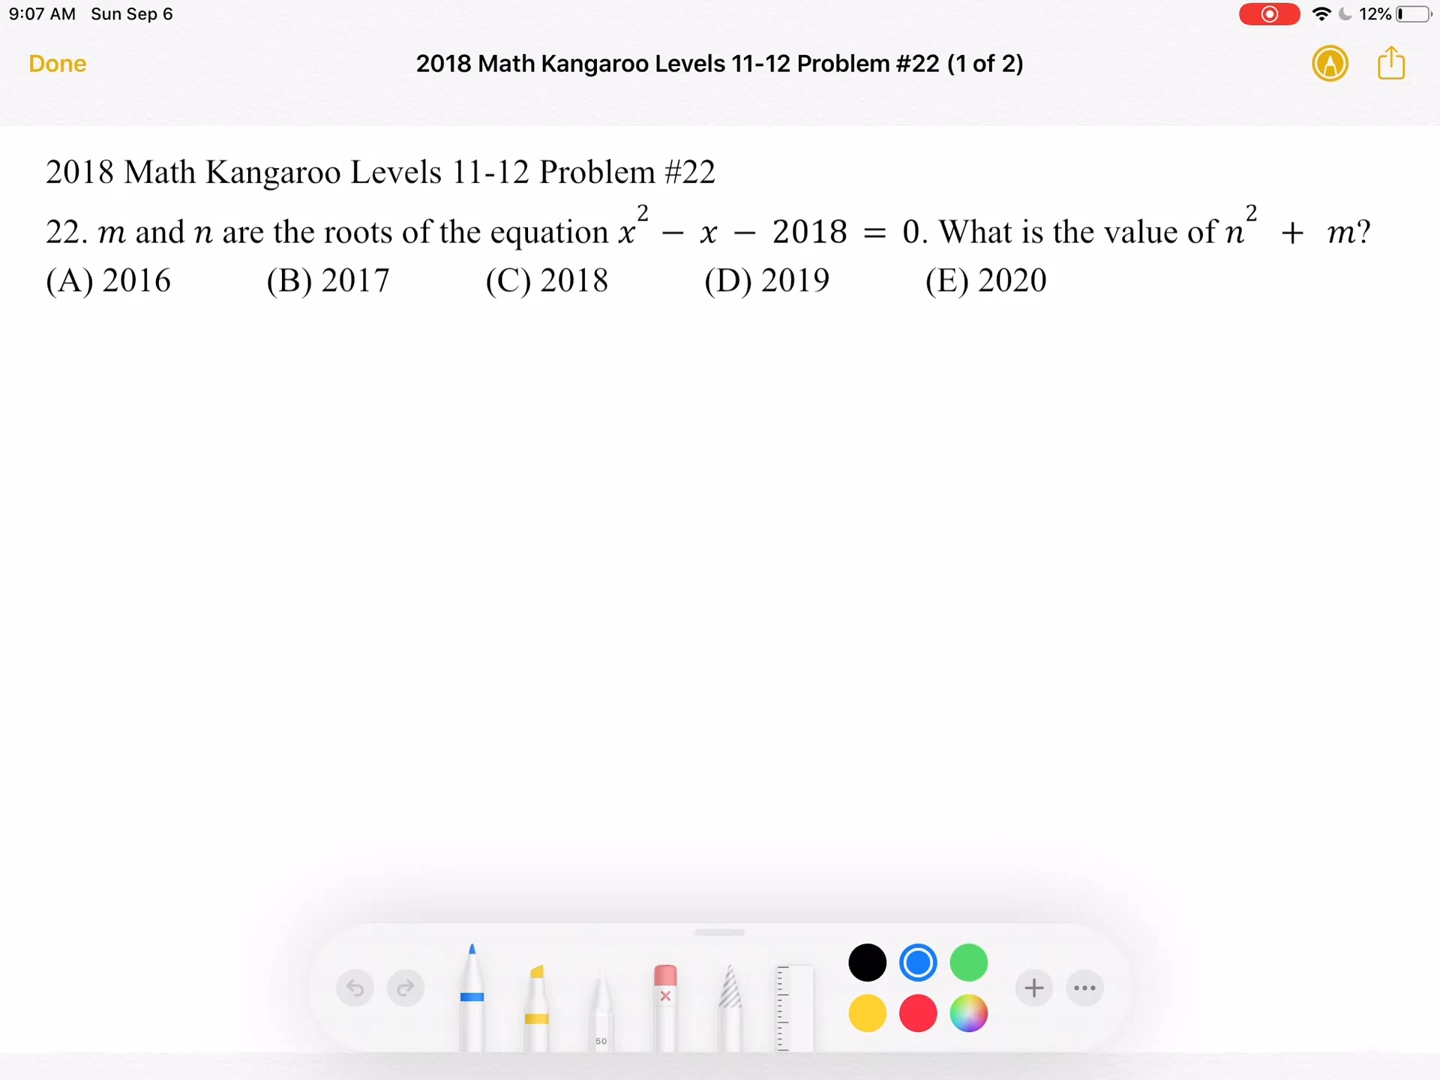 9:07 AM Sun Sep 6
12%
Done
2018 Math Kangaroo Levels 11-12 Problem #22 (1 of 2)
2018 Math Kangaroo Levels 11-12 Problem #22
22. m and n are the roots of the equation x² − x − 2018 = 0. What is the value of n² + m?
(A) 2016 (B) 2017 (C) 2018 (D) 2019 (E) 2020
50